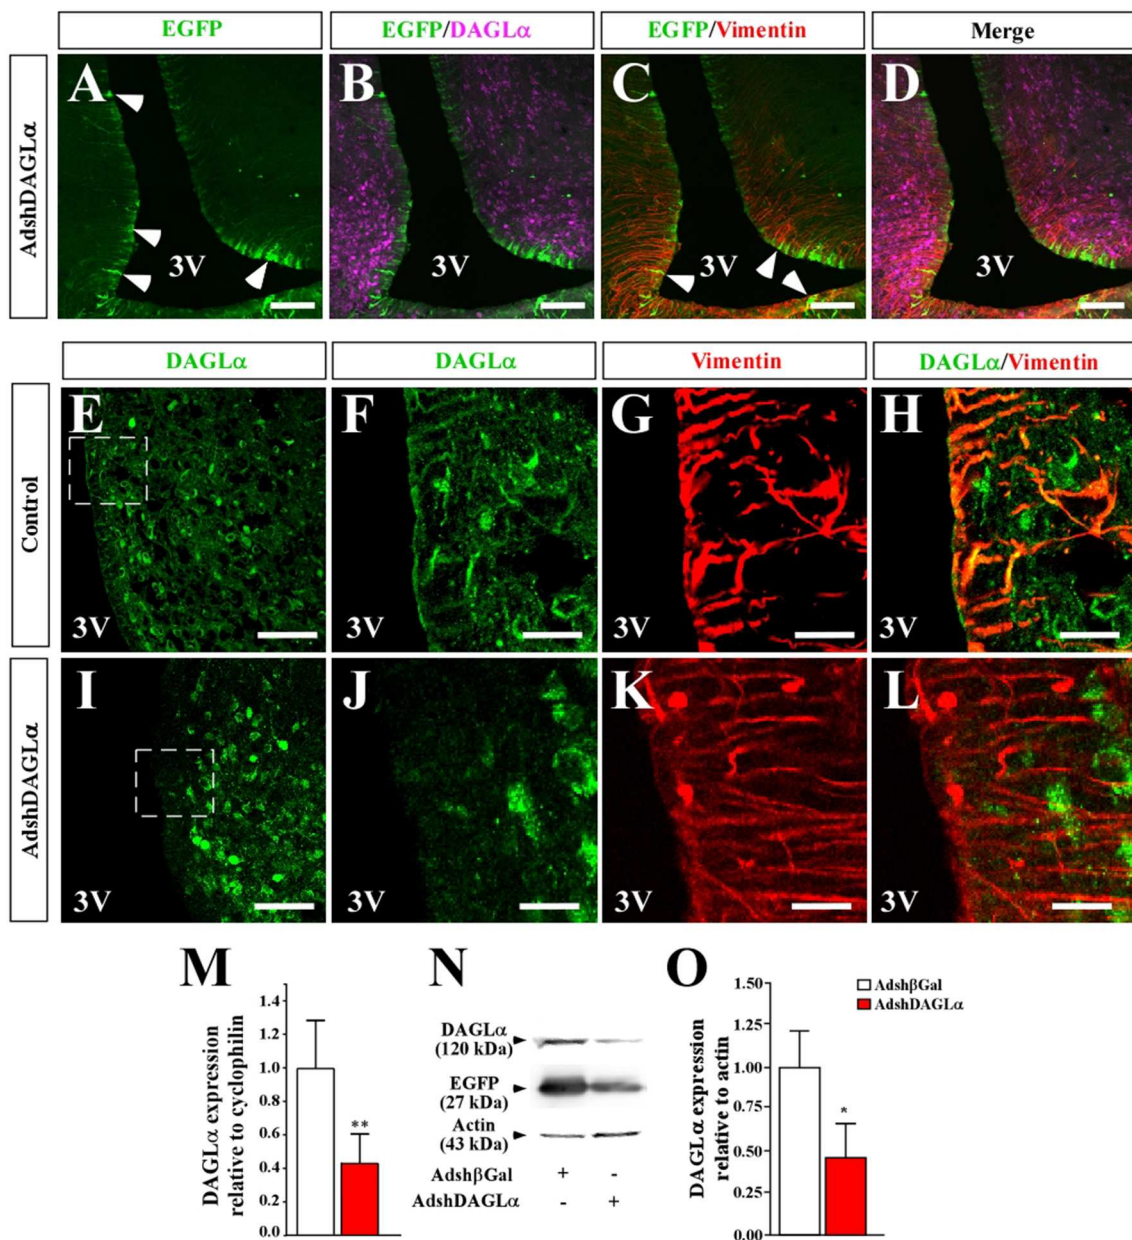 EGFP EGFP/DAGLα EGFP/Vimentin Merge
AdshDAGLα
A B C D
3V 3V 3V 3V
DAGLα DAGLα Vimentin DAGLα/Vimentin
Control
E F G H
3V 3V 3V 3V
AdshDAGLα
I J K L
3V 3V 3V 3V
M
DAGLα expression
relative to cyclophilin
1.4
1.2
1.0
0.8
0.6
0.4
0.2
0.0
**
N
DAGLα
(120 kDa)
EGFP
(27 kDa)
Actin
(43 kDa)
AdshβGal + -
AdshDAGLα - +
O
DAGLα expression
relative to actin
1.50
1.25
1.00
0.75
0.50
0.25
0.00
*
AdshβGal
AdshDAGLα